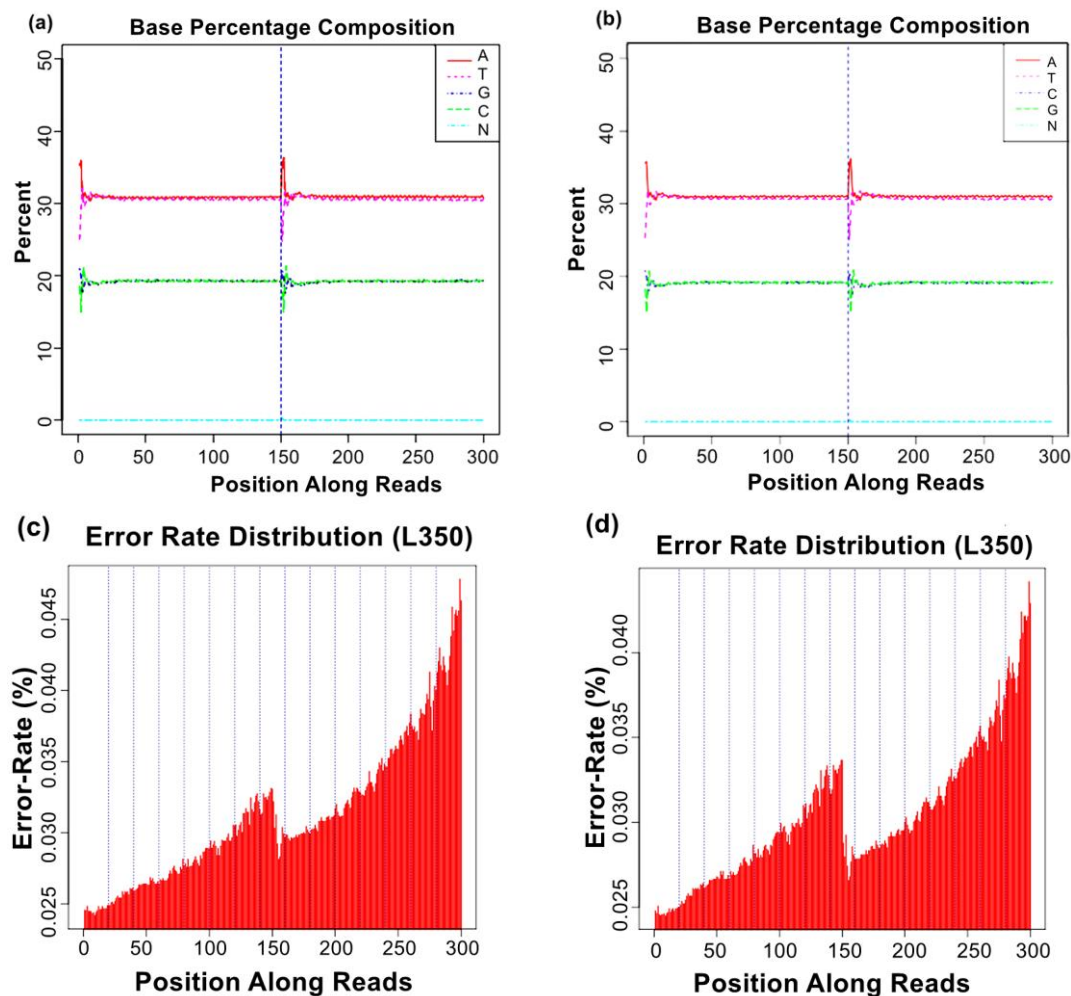 (a)
Base Percentage Composition
A
T
G
C
N
50
40
30
20
10
0
Percent
0 50 100 150 200 250 300
Position Along Reads
(b)
Base Percentage Composition
A
T
C
G
N
50
40
30
20
10
0
Percent
0 50 100 150 200 250 300
Position Along Reads
(c)
Error Rate Distribution (L350)
0.045
0.040
0.035
0.030
0.025
Error-Rate (%)
0 50 100 150 200 250 300
Position Along Reads
(d)
Error Rate Distribution (L350)
0.040
0.035
0.030
0.025
Error-Rate (%)
0 50 100 150 200 250 300
Position Along Reads